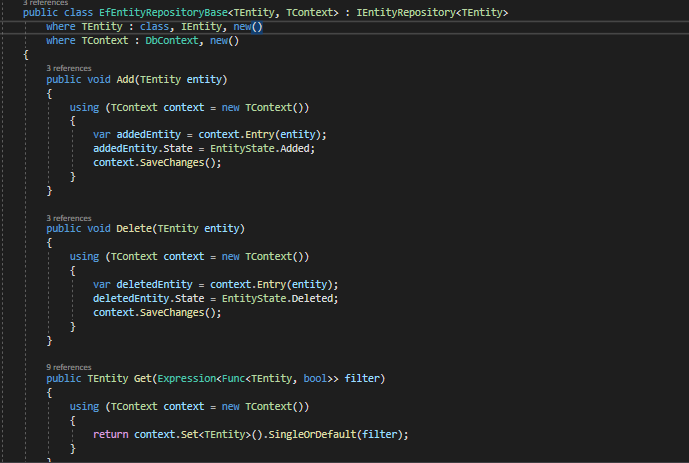 3 references
public class EfEntityRepositoryBase<TEntity, TContext> : IEntityRepository<TEntity>
where TEntity : class, IEntity, new()
where TContext : DbContext, new()
{
3 references
public void Add(TEntity entity)
{
using (TContext context = new TContext())
{
var addedEntity = context.Entry(entity);
addedEntity.State = EntityState.Added;
context.SaveChanges();
}
}
3 references
public void Delete(TEntity entity)
{
using (TContext context = new TContext())
{
var deletedEntity = context.Entry(entity);
deletedEntity.State = EntityState.Deleted;
context.SaveChanges();
}
}
9 references
public TEntity Get(Expression<Func<TEntity, bool>> filter)
{
using (TContext context = new TContext())
{
return context.Set<TEntity>().SingleOrDefault(filter);
}
}